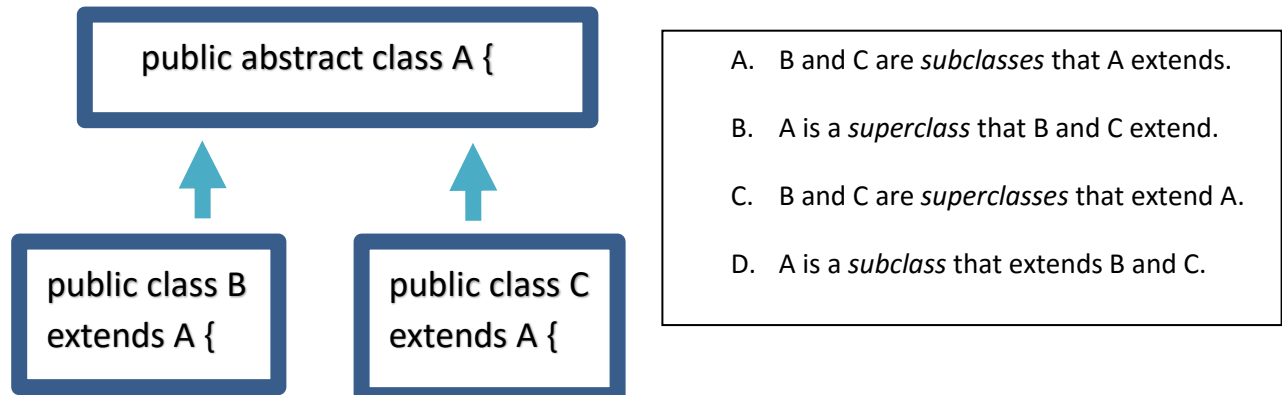 public abstract class A {
public class B
extends A {
public class C
extends A {
A. B and C are subclasses that A extends.
B. A is a superclass that B and C extend.
C. B and C are superclasses that extend A.
D. A is a subclass that extends B and C.